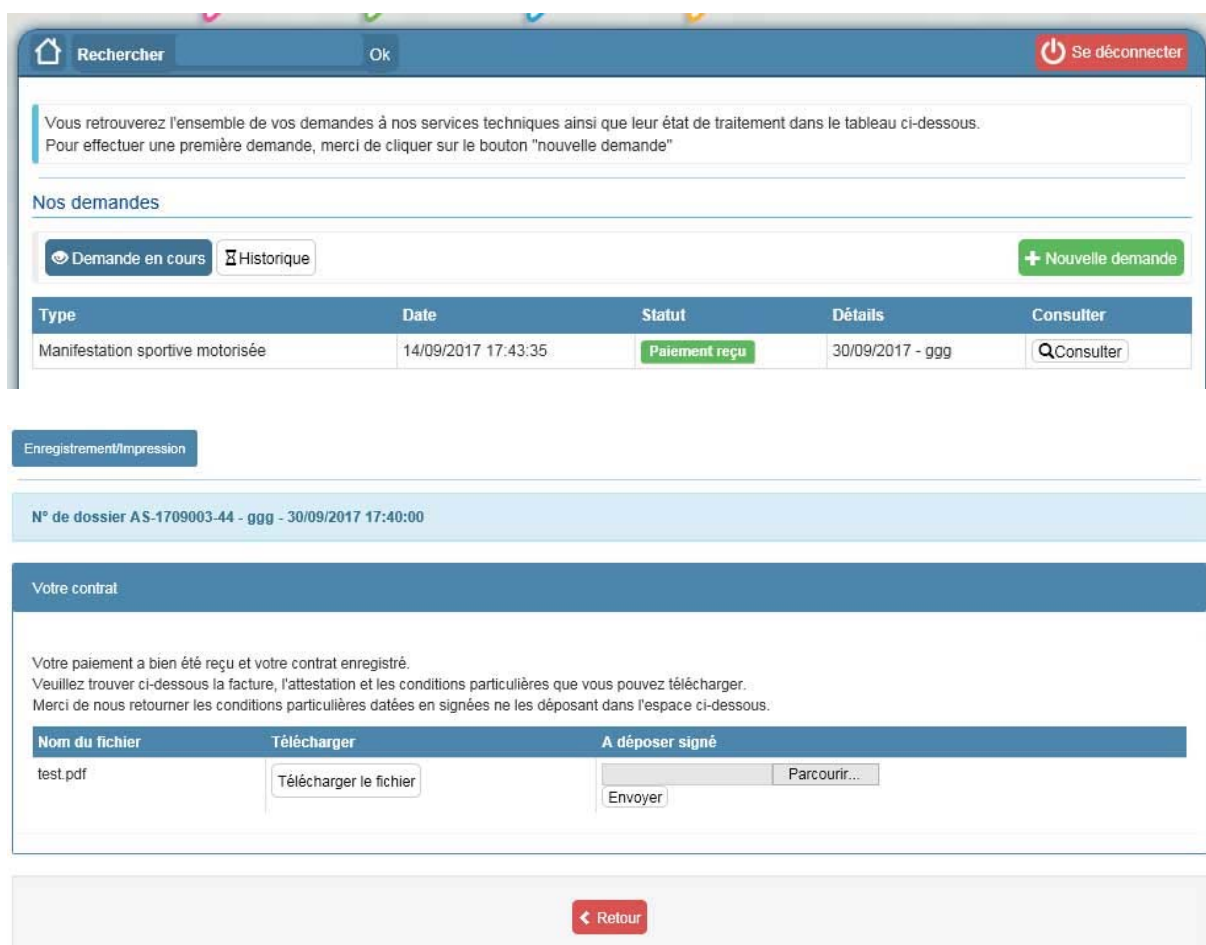 Rechercher Ok Se déconnecter
Vous retrouverez l'ensemble de vos demandes à nos services techniques ainsi que leur état de traitement dans le tableau ci-dessous.
Pour effectuer une première demande, merci de cliquer sur le bouton "nouvelle demande"
Nos demandes
Demande en cours Historique Nouvelle demande
Type Date Statut Détails Consulter
Manifestation sportive motorisée 14/09/2017 17:43:35 Paiement reçu 30/09/2017 - ggg Consulter
Enregistrement/Impression
N° de dossier AS-1709003-44 - ggg - 30/09/2017 17:40:00
Votre contrat
Votre paiement a bien été reçu et votre contrat enregistré.
Veuillez trouver ci-dessous la facture, l'attestation et les conditions particulières que vous pouvez télécharger.
Merci de nous retourner les conditions particulières datées en signées ne les déposant dans l'espace ci-dessous.
Nom du fichier Télécharger A déposer signé
test.pdf Télécharger le fichier Parcourir...
Envoyer
Retour